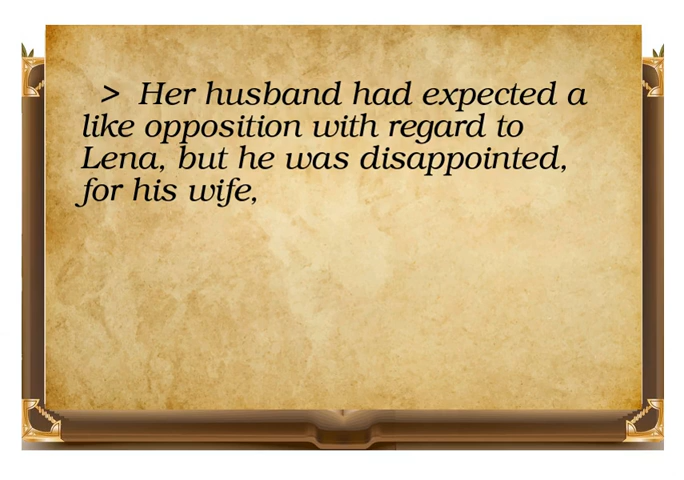 > Her husband had expected a
like opposition with regard to
Lena, but he was disappointed,
for his wife,